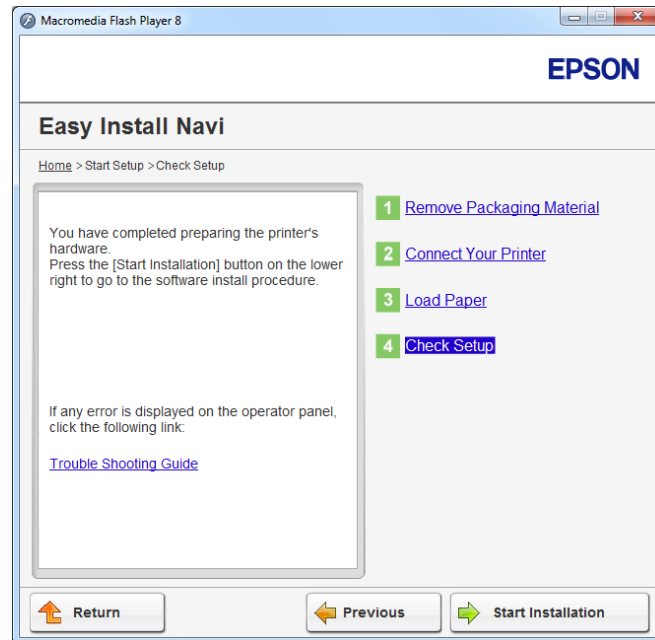 Macromedia Flash Player 8
EPSON
Easy Install Navi
Home > Start Setup >Check Setup
You have completed preparing the printer's
hardware.
Press the [Start Installation] button on the lower
right to go to the software install procedure.
If any error is displayed on the operator panel,
click the following link:
Trouble Shooting Guide
1 Remove Packaging Material
2 Connect Your Printer
3 Load Paper
4 Check Setup
Return
Previous
Start Installation